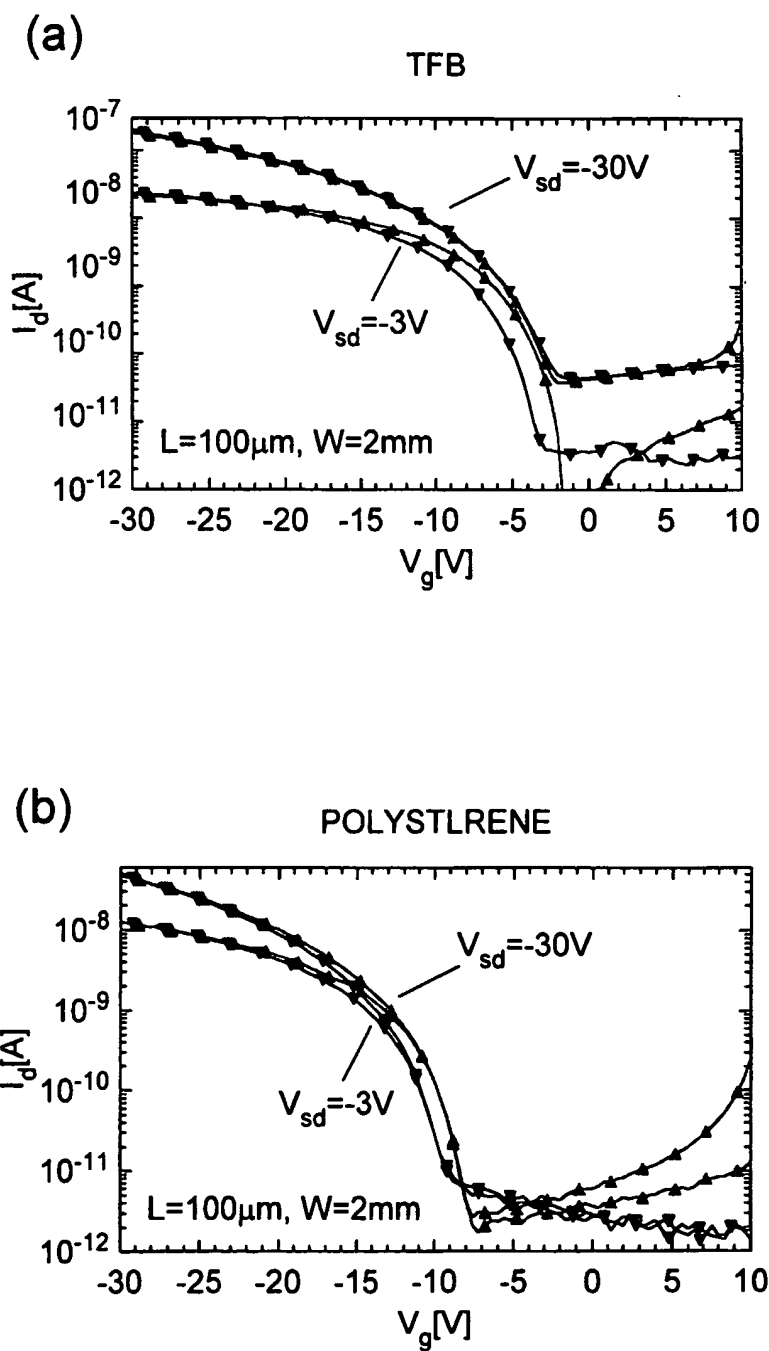 (a)
TFB
10⁻⁷
10⁻⁸
10⁻⁹
10⁻¹⁰
10⁻¹¹
10⁻¹²
I_d[A]
V_sd=-30V
V_sd=-3V
L=100μm, W=2mm
-30 -25 -20 -15 -10 -5 0 5 10
V_g[V]
(b)
POLYSTLRENE
10⁻⁸
10⁻⁹
10⁻¹⁰
10⁻¹¹
10⁻¹²
I_d[A]
V_sd=-30V
V_sd=-3V
L=100μm, W=2mm
-30 -25 -20 -15 -10 -5 0 5 10
V_g[V]